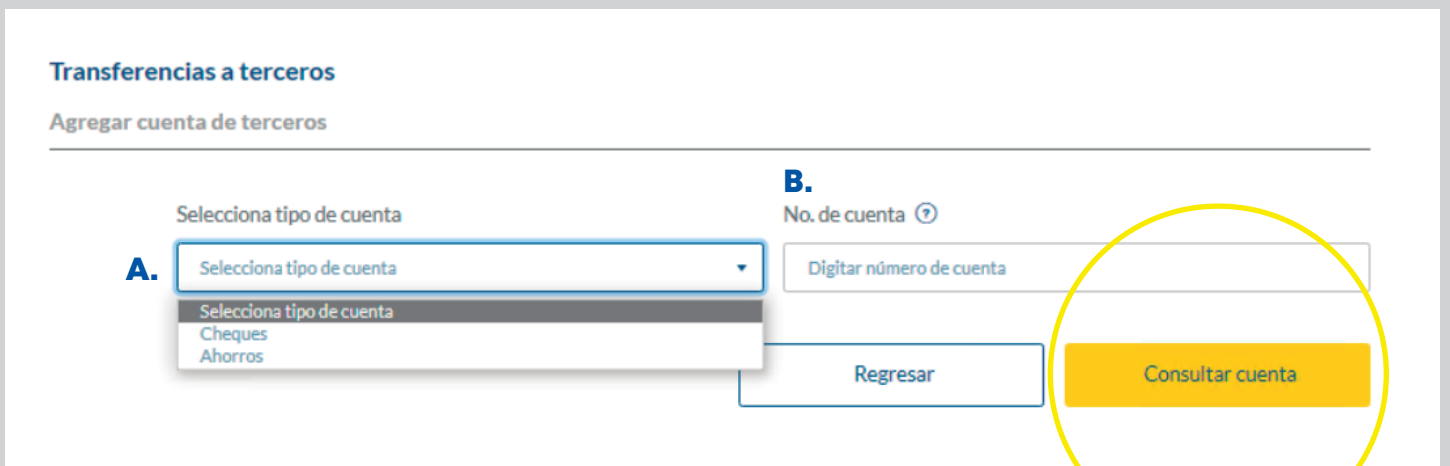 Transferencias a terceros
Agregar cuenta de terceros
B.
Selecciona tipo de cuenta
No. de cuenta ?
A.
Selecciona tipo de cuenta
Digitar número de cuenta
Selecciona tipo de cuenta
Cheques
Ahorros
Regresar
Consultar cuenta